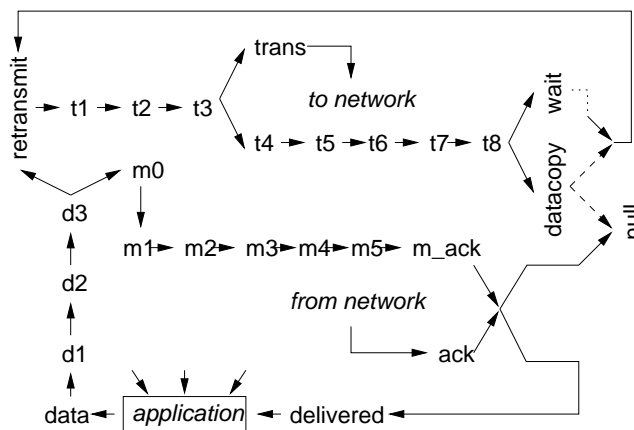 trans
retransmit
t1 t2 t3
to network
wait
t4 t5 t6 t7 t8
m0
datacopy
d3
null
m1 m2 m3 m4 m5 m_ack
d2
from network
d1
ack
data application delivered